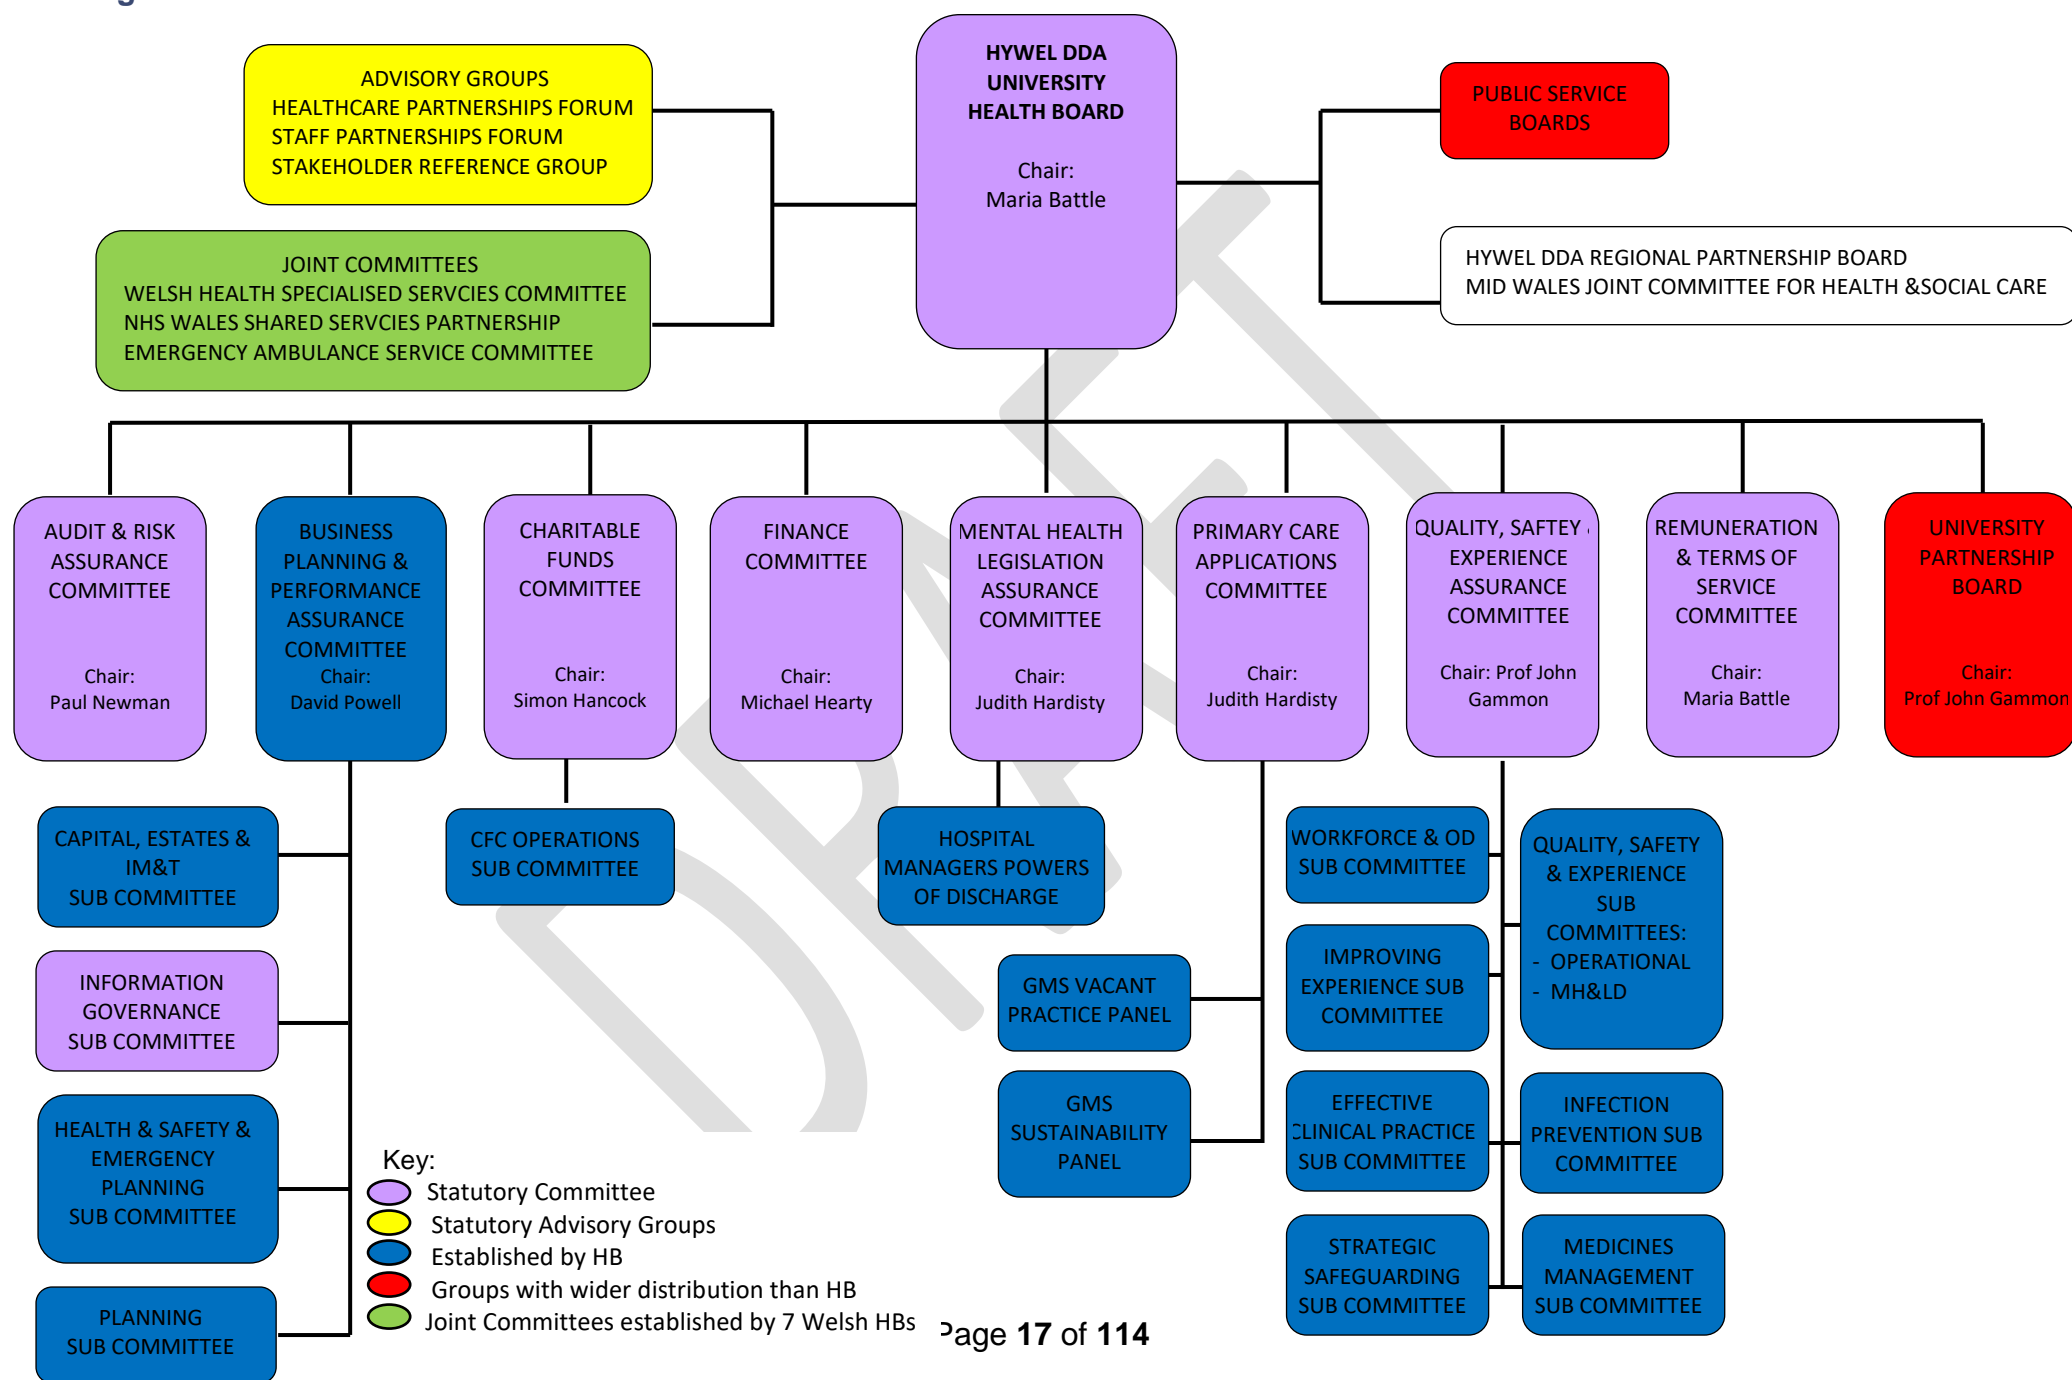 HYWEL DDA
UNIVERSITY
HEALTH BOARD
Chair:
Maria Battle
ADVISORY GROUPS
HEALTHCARE PARTNERSHIPS FORUM
STAFF PARTNERSHIPS FORUM
STAKEHOLDER REFERENCE GROUP
PUBLIC SERVICE
BOARDS
JOINT COMMITTEES
WELSH HEALTH SPECIALISED SERVCIES COMMITTEE
NHS WALES SHARED SERVCIES PARTNERSHIP
EMERGENCY AMBULANCE SERVICE COMMITTEE
HYWEL DDA REGIONAL PARTNERSHIP BOARD
MID WALES JOINT COMMITTEE FOR HEALTH &SOCIAL CARE
AUDIT & RISK
ASSURANCE
COMMITTEE
Chair:
Paul Newman
BUSINESS
PLANNING &
PERFORMANCE
ASSURANCE
COMMITTEE
Chair:
David Powell
CHARITABLE
FUNDS
COMMITTEE
Chair:
Simon Hancock
FINANCE
COMMITTEE
Chair:
Michael Hearty
MENTAL HEALTH
LEGISLATION
ASSURANCE
COMMITTEE
Chair:
Judith Hardisty
PRIMARY CARE
APPLICATIONS
COMMITTEE
Chair:
Judith Hardisty
QUALITY, SAFTEY
EXPERIENCE
ASSURANCE
COMMITTEE
Chair: Prof John
Gammon
REMUNERATION
& TERMS OF
SERVICE
COMMITTEE
Chair:
Maria Battle
UNIVERSITY
PARTNERSHIP
BOARD
Chair:
Prof John Gammon
CAPITAL, ESTATES &
IM&T
SUB COMMITTEE
INFORMATION
GOVERNANCE
SUB COMMITTEE
HEALTH & SAFETY &
EMERGENCY
PLANNING
SUB COMMITTEE
PLANNING
SUB COMMITTEE
CFC OPERATIONS
SUB COMMITTEE
HOSPITAL
MANAGERS POWERS
OF DISCHARGE
GMS VACANT
PRACTICE PANEL
GMS
SUSTAINABILITY
PANEL
WORKFORCE & OD
SUB COMMITTEE
IMPROVING
EXPERIENCE SUB
COMMITTEE
EFFECTIVE
CLINICAL PRACTICE
SUB COMMITTEE
STRATEGIC
SAFEGUARDING
SUB COMMITTEE
QUALITY, SAFETY
& EXPERIENCE
SUB
COMMITTEES:
- OPERATIONAL
- MH&LD
INFECTION
PREVENTION SUB
COMMITTEE
MEDICINES
MANAGEMENT
SUB COMMITTEE
Key:
Statutory Committee
Statutory Advisory Groups
Established by HB
Groups with wider distribution than HB
Joint Committees established by 7 Welsh HBs
Page 17 of 114
DRAFT